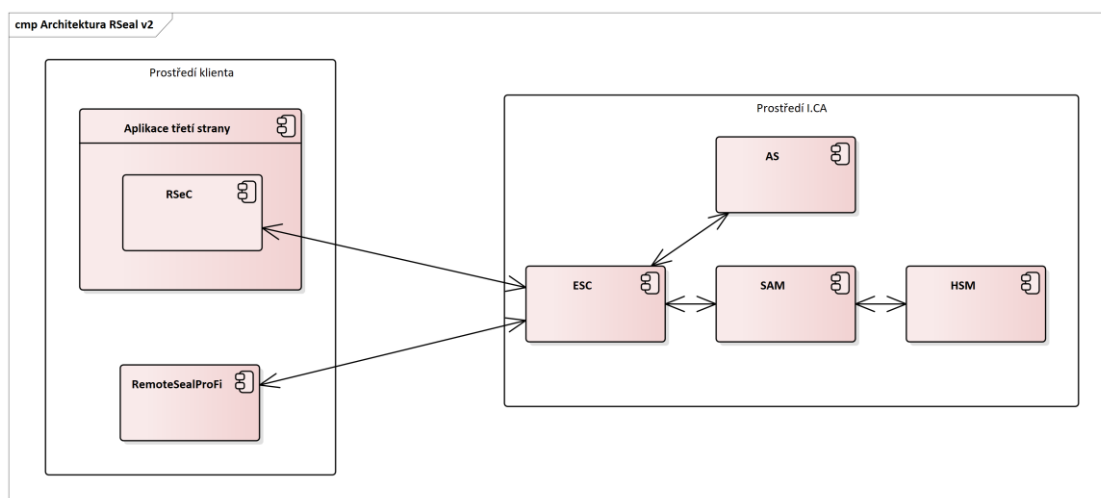 cmp Architektura RSeal v2
Prostředí klienta
Aplikace třetí strany
RSeC
RemoteSealProFi
Prostředí I.CA
AS
ESC
SAM
HSM